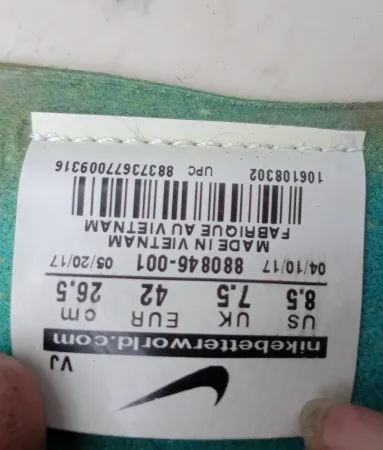 VJ
nikebetterworld.com
US UK EUR cm
8.5 7.5 42 26.5
04/10/17 880846-001 05/20/17
MADE IN VIETNAM
FABRIQUE AU VIETNAM
106108302 UPC 88373677009316